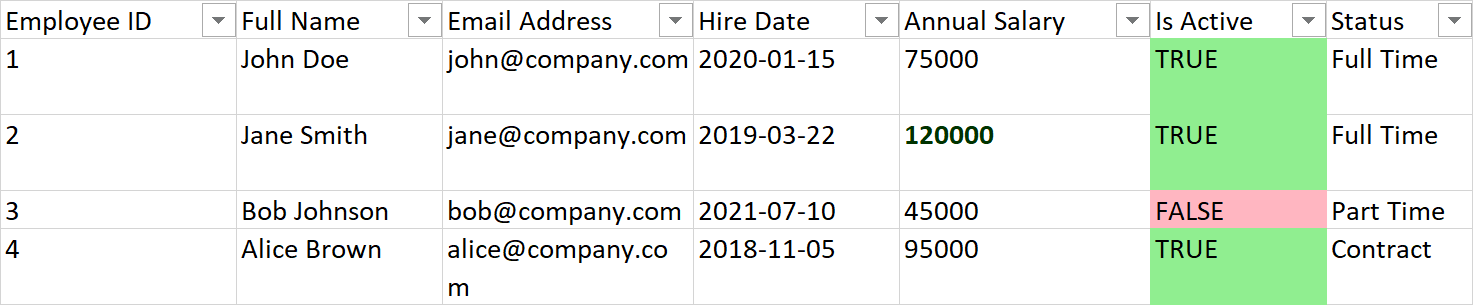 Employee ID Full Name Email Address Hire Date Annual Salary Is Active Status
1 John Doe john@company.com 2020-01-15 75000 TRUE Full Time
2 Jane Smith jane@company.com 2019-03-22 120000 TRUE Full Time
3 Bob Johnson bob@company.com 2021-07-10 45000 FALSE Part Time
4 Alice Brown alice@company.co 2018-11-05 95000 TRUE Contract
m